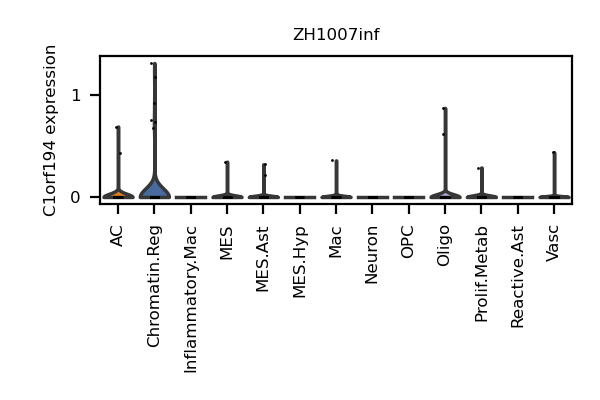 ZH1007inf
C1orf194 expression
1
0
AC
Chromatin.Reg
Inflammatory.Mac
MES
MES.Ast
MES.Hyp
Mac
Neuron
OPC
Oligo
Prolif.Metab
Reactive.Ast
Vasc